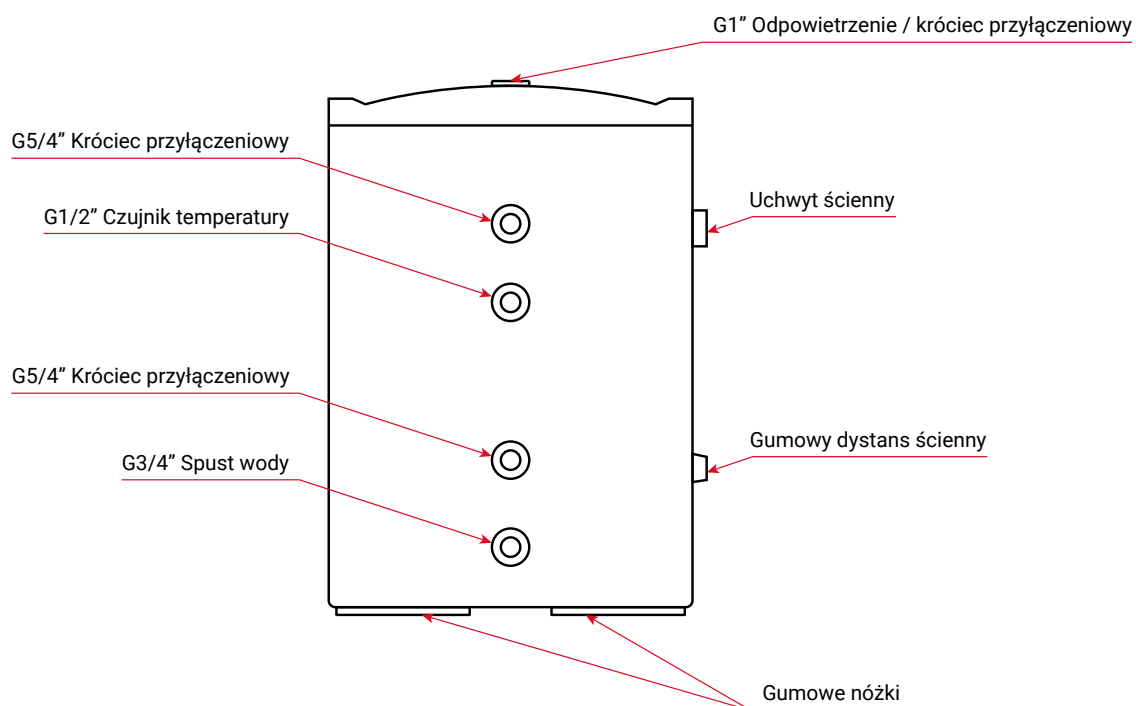 G1” Odpowietrzenie / króciec przyłączeniowy
G5/4” Króciec przyłączeniowy
Uchwyt ścienny
G1/2” Czujnik temperatury
G5/4” Króciec przyłączeniowy
Gumowy dystans ścienny
G3/4” Spust wody
Gumowe nóżki